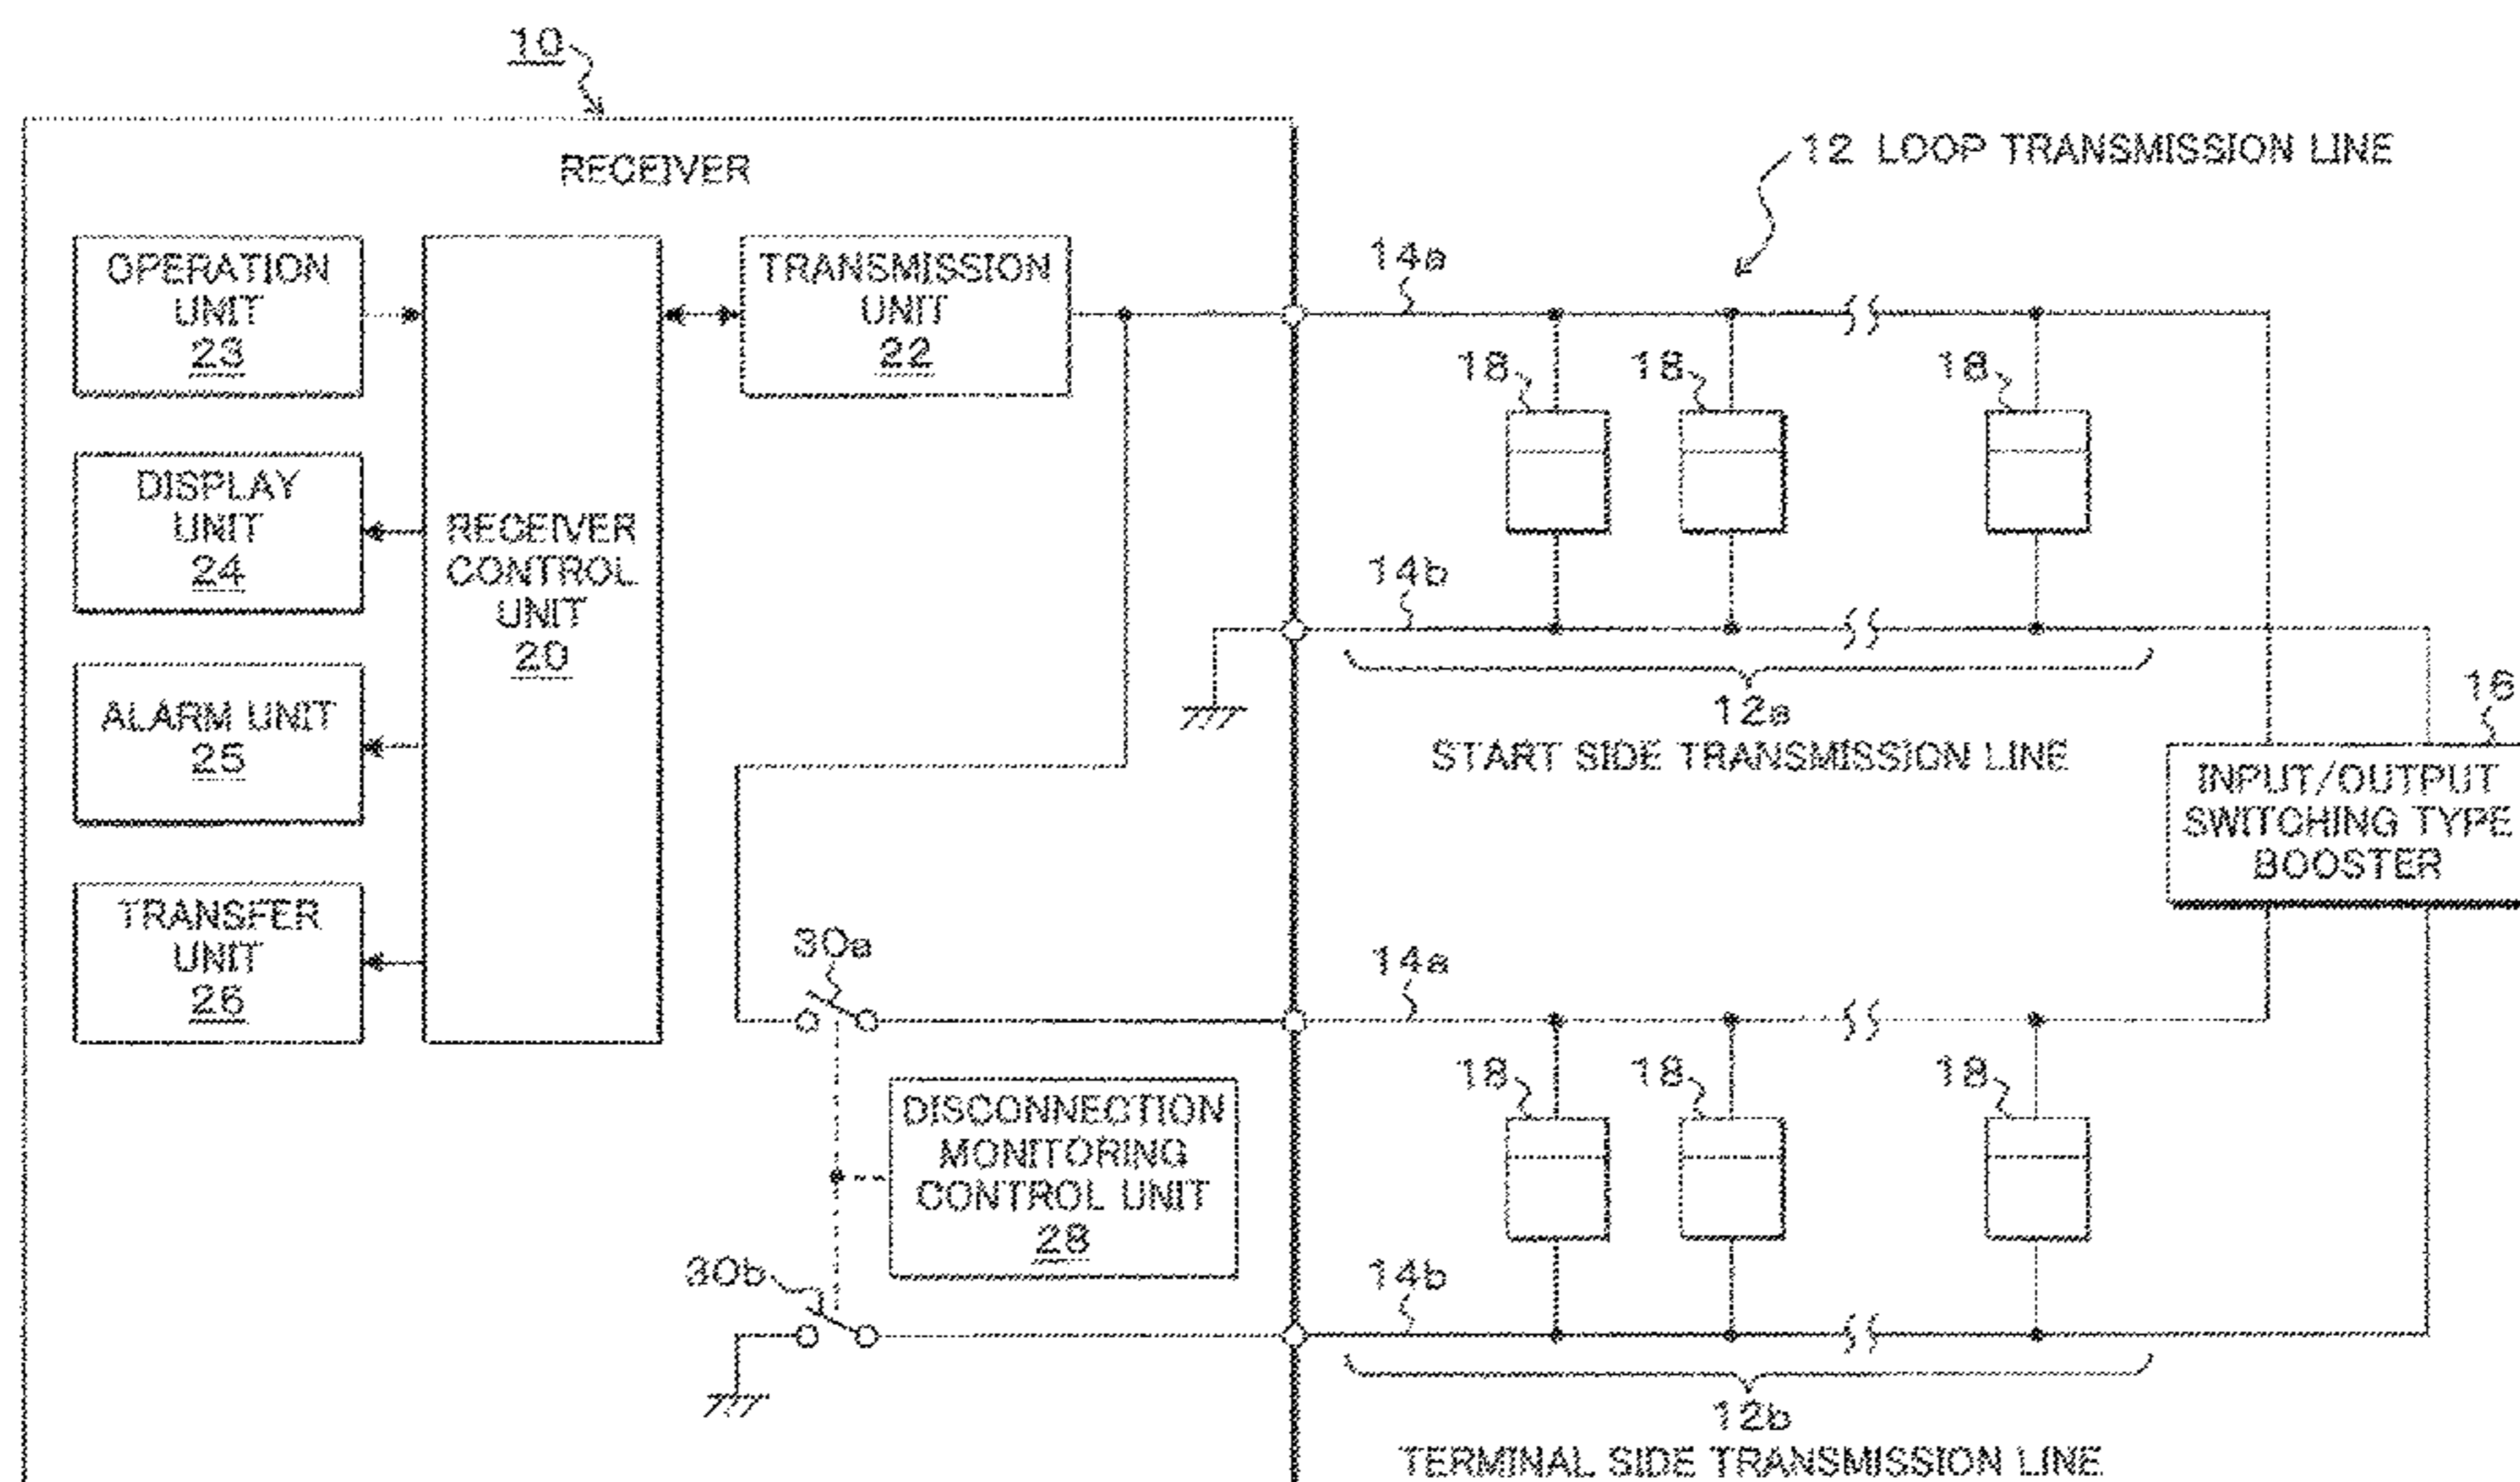 10
RECEIVER
12 LOOP TRANSMISSION LINE
OPERATION
UNIT
23
TRANSMISSION
UNIT
22
14a
18
18
18
DISPLAY
UNIT
24
RECEIVER
CONTROL
UNIT
20
14b
ALARM UNIT
25
12a
START SIDE TRANSMISSION LINE
16
INPUT/OUTPUT
SWITCHING TYPE
BOOSTER
TRANSFER
UNIT
26
30a
14a
18
18
18
DISCONNECTION
MONITORING
CONTROL UNIT
28
30b
14b
12b
TERMINAL SIDE TRANSMISSION LINE